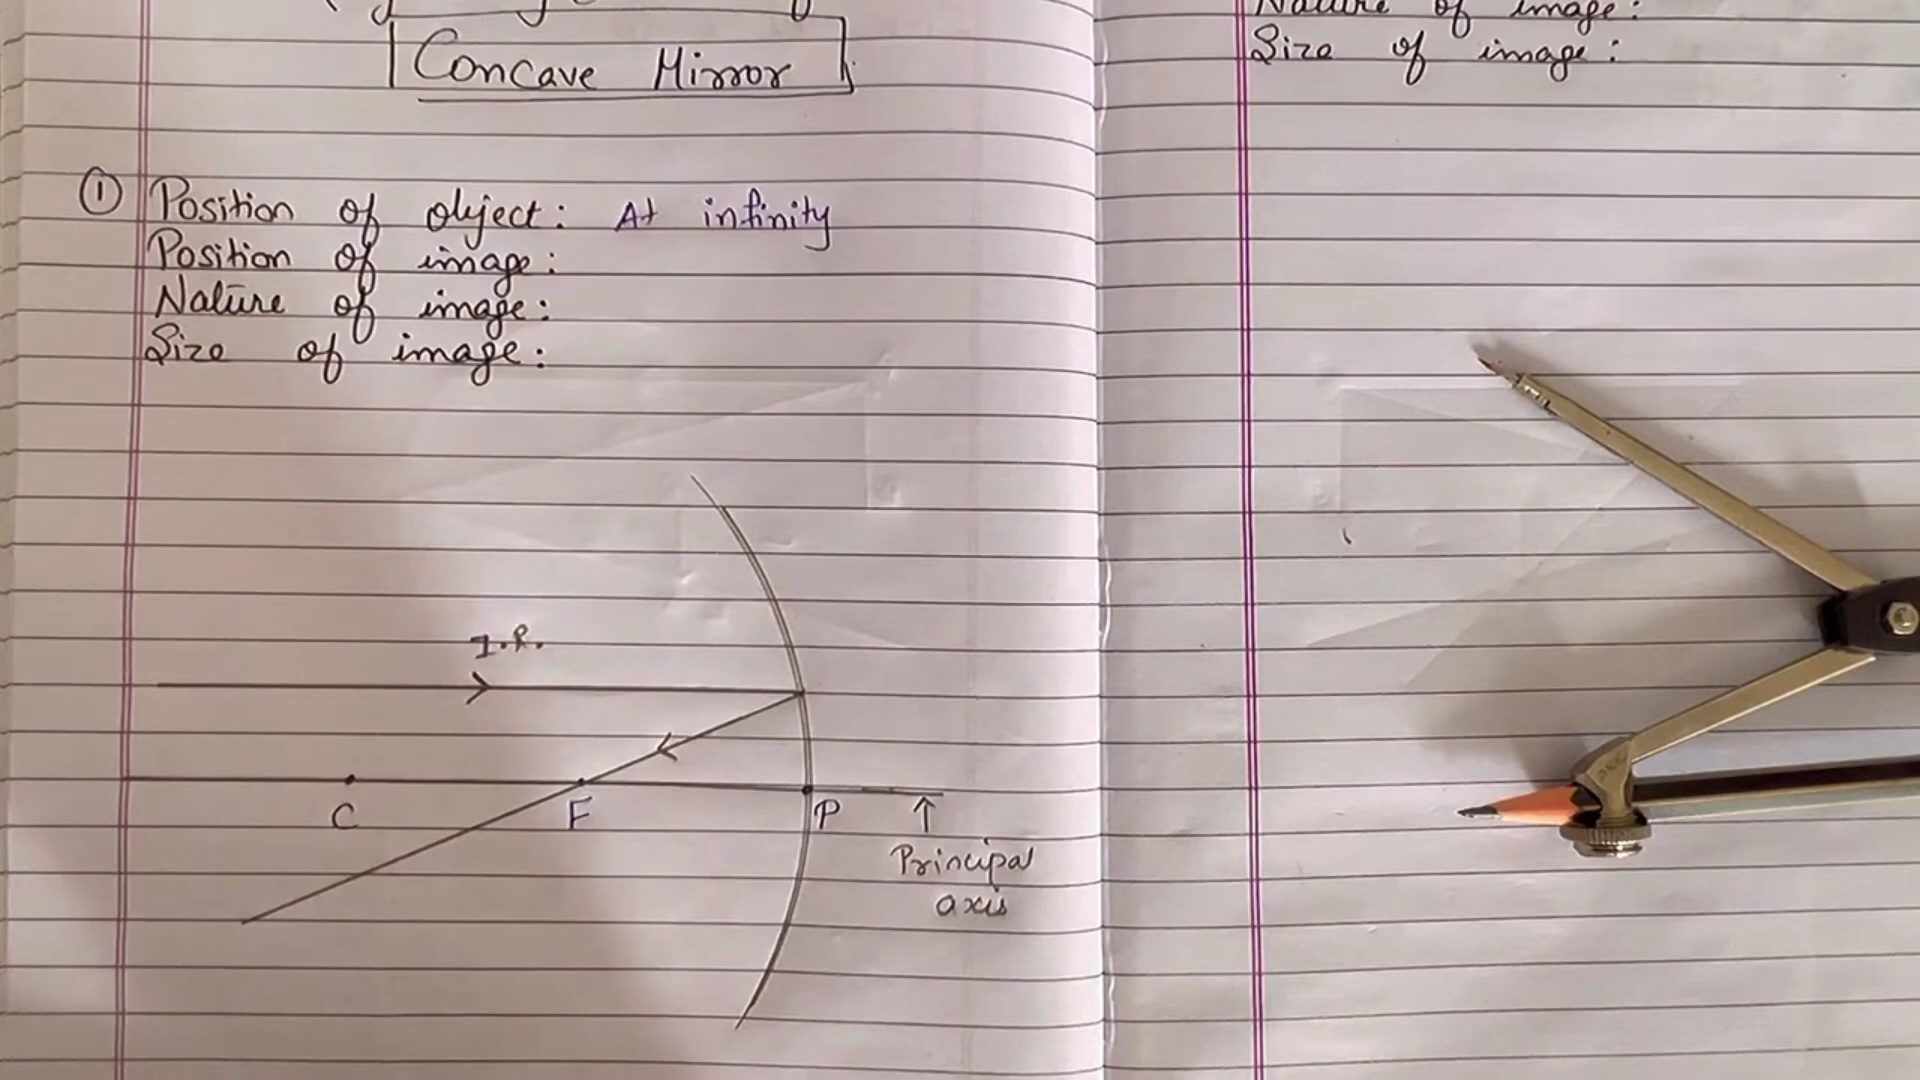 Concave Mirror
① Position of object: At infinity
Position of image:
Nature of image:
Size of image:
I.R.
C
F
P
↑
Principal
axis
Nature of image:
Size of image: